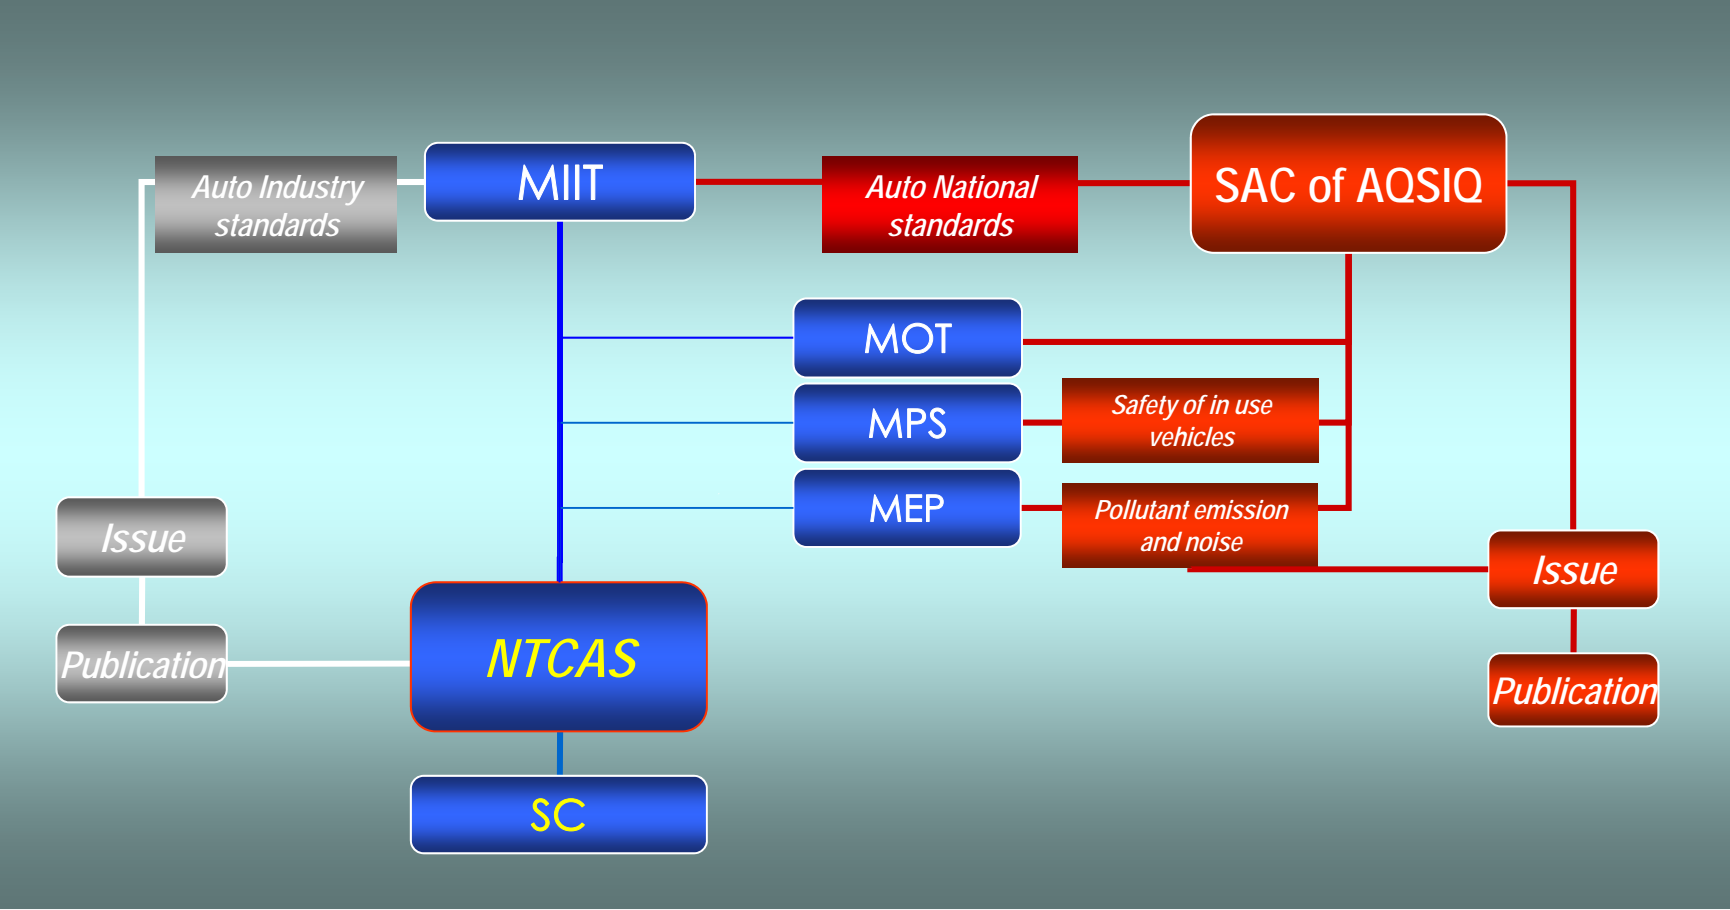 Auto Industry
standards
MIIT
Auto National
standards
SAC of AQSIQ
MOT
MPS
Safety of in use
vehicles
MEP
Pollutant emission
and noise
Issue
Publication
NTCAS
SC
Issue
Publication